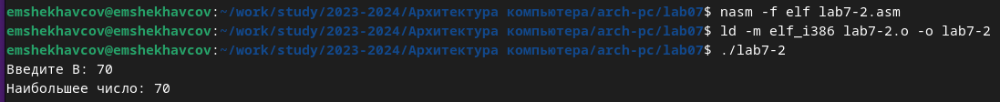 emshekhavcov@emshekhavcov:~/work/study/2023-2024/Архитектура компьютера/arch-pc/lab07$ nasm -f elf lab7-2.asm
emshekhavcov@emshekhavcov:~/work/study/2023-2024/Архитектура компьютера/arch-pc/lab07$ ld -m elf_i386 lab7-2.o -o lab7-2
emshekhavcov@emshekhavcov:~/work/study/2023-2024/Архитектура компьютера/arch-pc/lab07$ ./lab7-2
Введите B: 70
Наибольшее число: 70